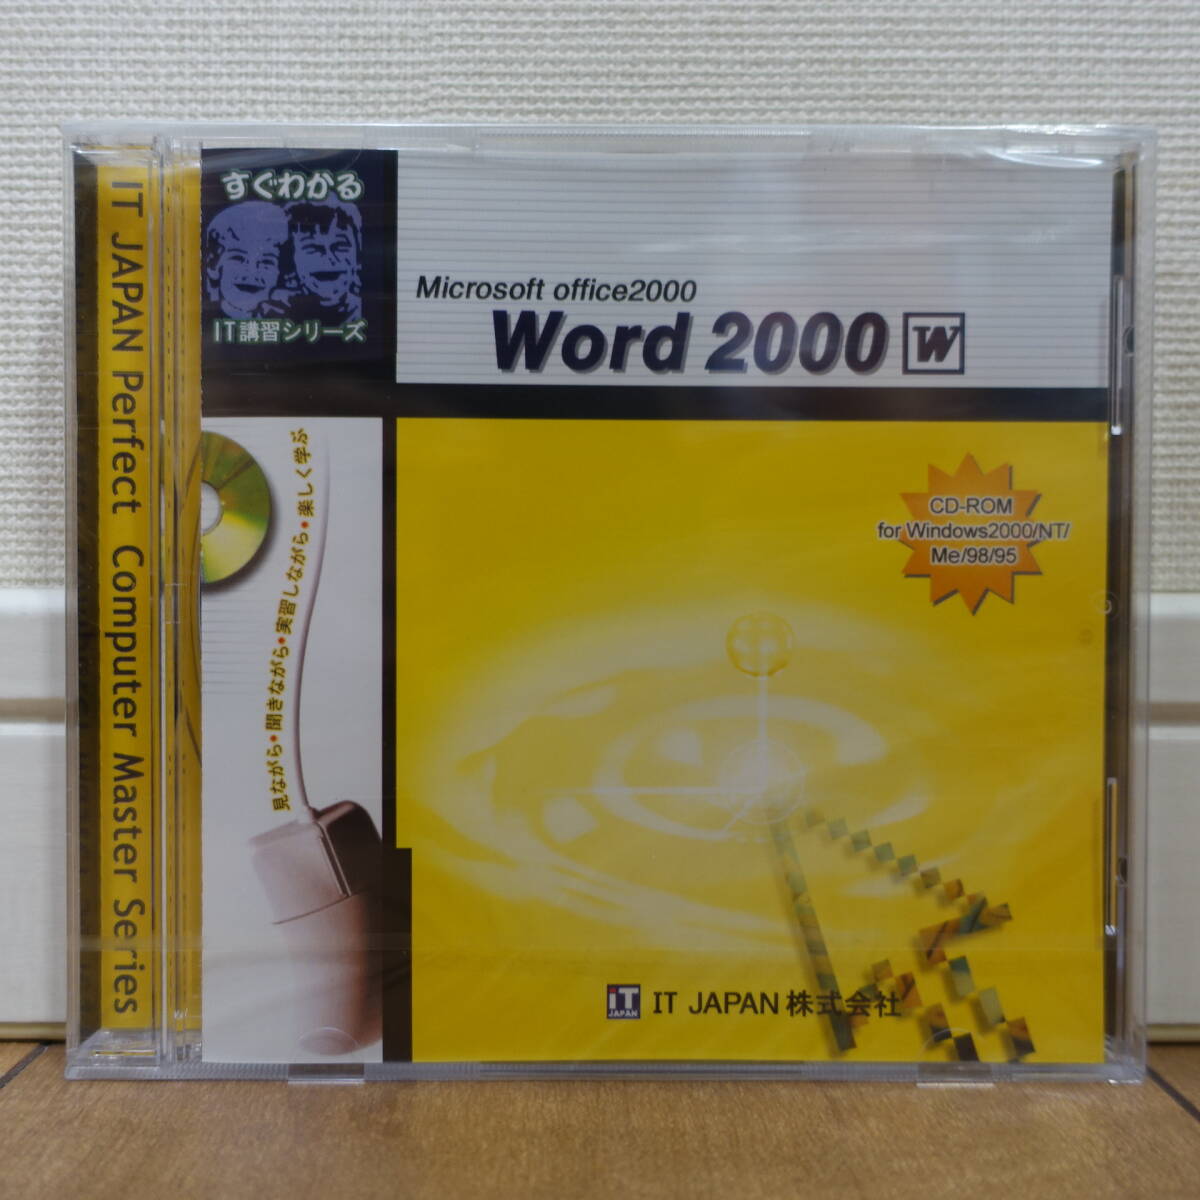 IT JAPAN Perfect Computer Master Series
すぐわかる
IT講習シリーズ
Microsoft office2000
Word 2000 W
見ながら•聞きながら•実習しながら•楽しく学ぶ
CD-ROM
for Windows2000/NT/
Me/98/95
iT
JAPAN
IT JAPAN 株式会社